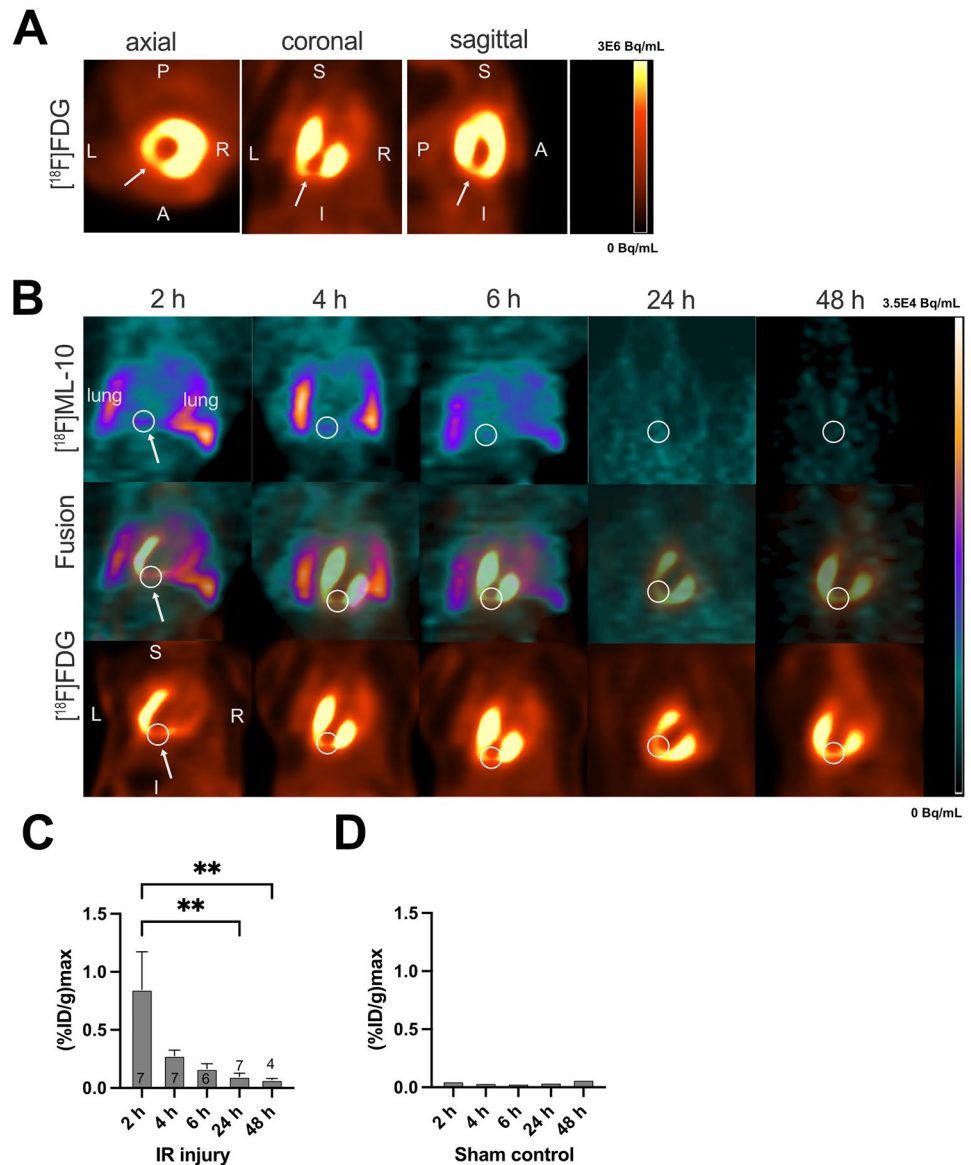 A
axial coronal sagittal
3E6 Bq/mL
[¹⁸F]FDG
P
L R
A
S
L R
I
S
P A
I
0 Bq/mL
B
2 h 4 h 6 h 24 h 48 h
3.5E4 Bq/mL
[¹⁸F]ML-10
lung lung
Fusion
[¹⁸F]FDG
S
L R
I
0 Bq/mL
C
**
**
(%ID/g)max
1.5
1.0
0.5
0.0
7 7 6 7 4
2 h 4 h 6 h 24 h 48 h
IR injury
D
(%ID/g)max
1.5
1.0
0.5
0.0
2 h 4 h 6 h 24 h 48 h
Sham control